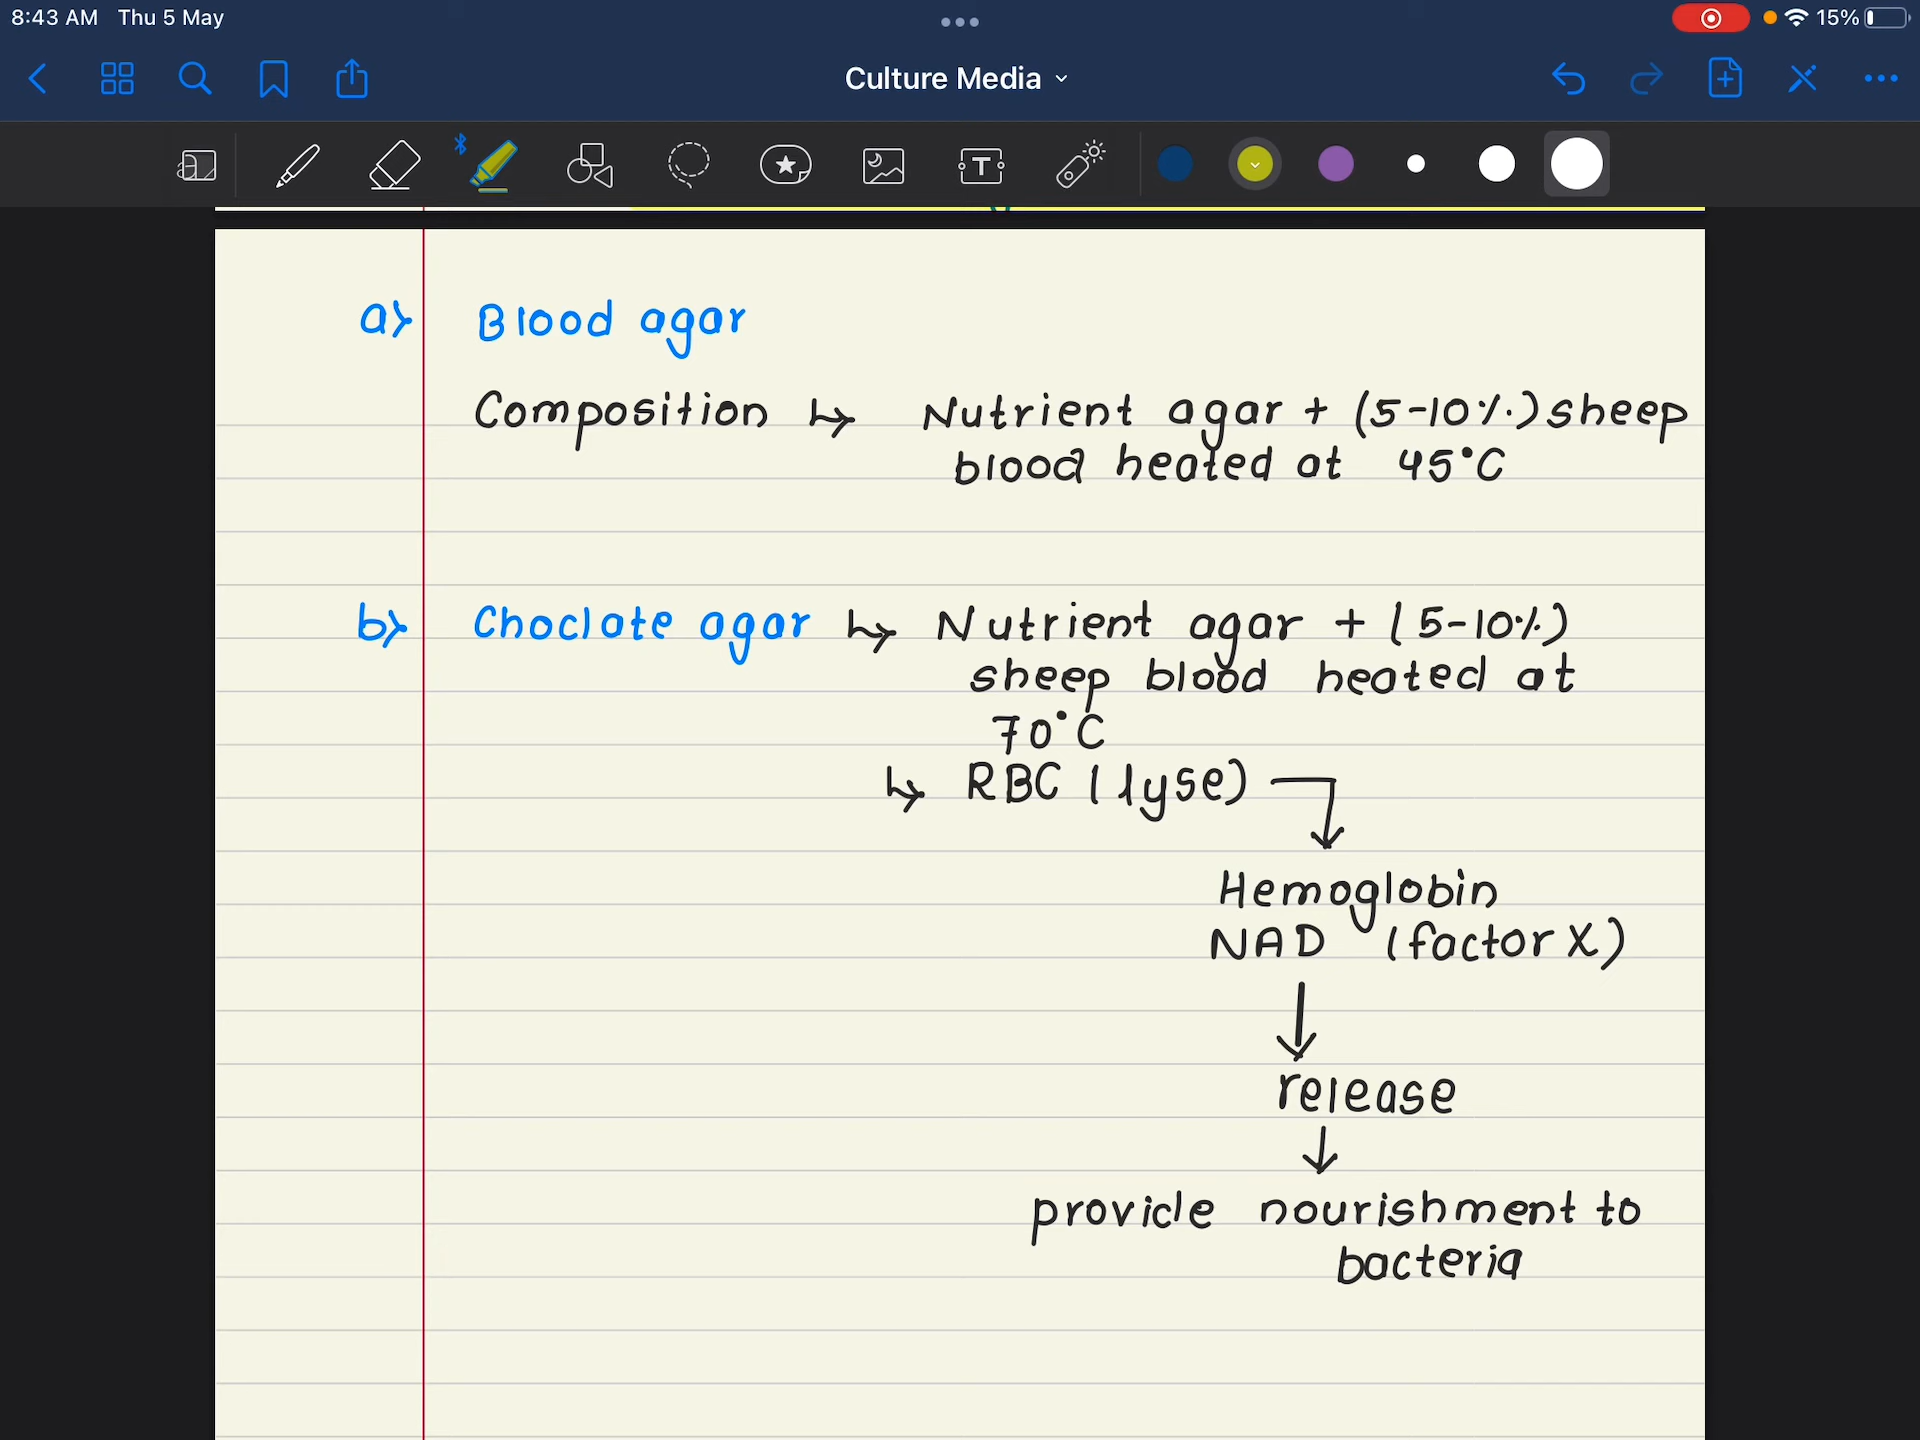 8:43 AM Thu 5 May
15%
Culture Media
T
a) Blood agar
Composition ↳ Nutrient agar + (5-10%) sheep
blood heated at 45°C
b) Choclate agar ↳ Nutrient agar + (5-10%)
sheep blood heated at
70°C
↳ RBC (lyse)
Hemoglobin
NAD (factor X)
↓
release
↓
provide nourishment to
bacteria